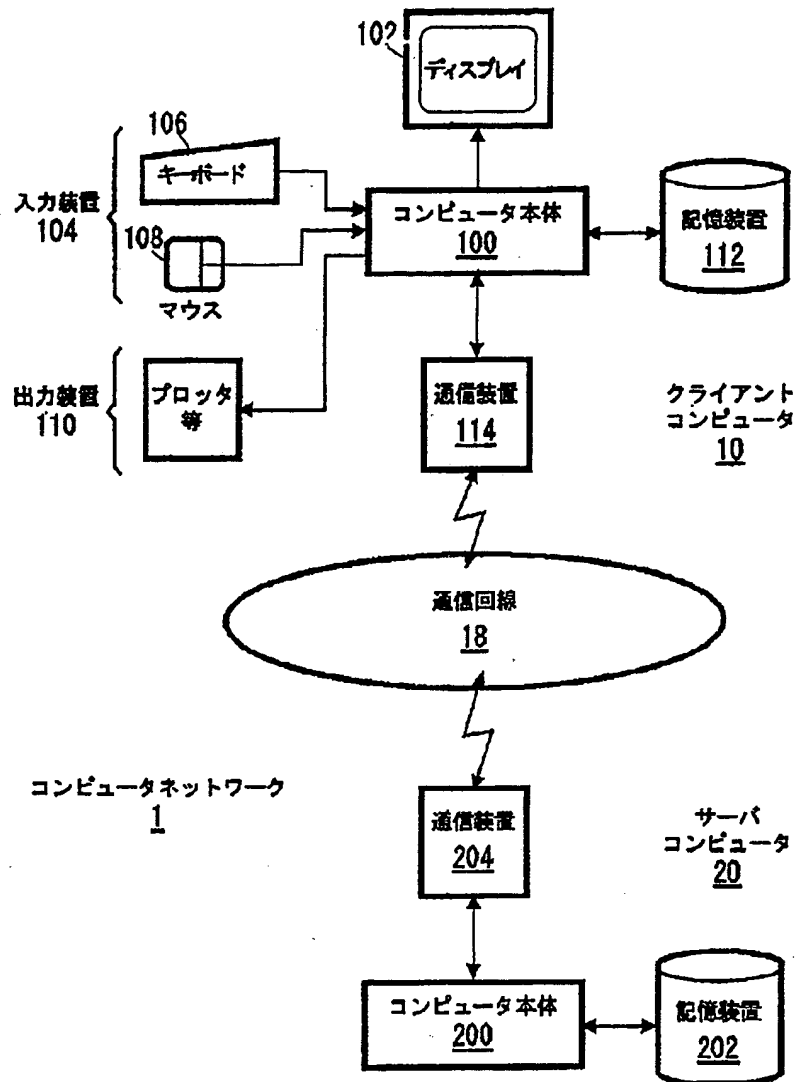 102
ディスプレイ
106
キーボード
入力装置
104
108
マウス
コンピュータ本体
100
記憶装置
112
出力装置
110
プロッタ
等
通信装置
114
クライアント
コンピュータ
10
通信回線
18
コンピュータネットワーク
1
通信装置
204
サーバ
コンピュータ
20
コンピュータ本体
200
記憶装置
202